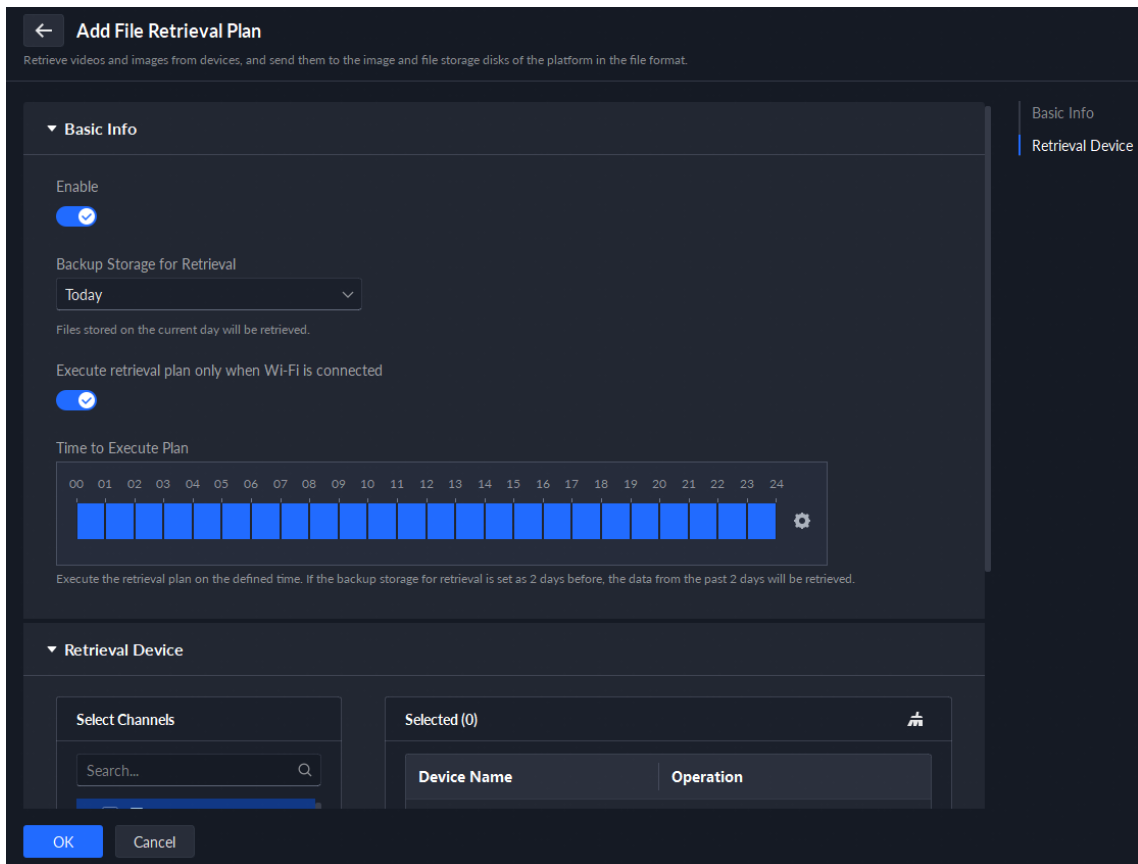 Add File Retrieval Plan
Retrieve videos and images from devices, and send them to the image and file storage disks of the platform in the file format.
Basic Info
Basic Info
Retrieval Device
Enable
Backup Storage for Retrieval
Today
Files stored on the current day will be retrieved.
Execute retrieval plan only when Wi-Fi is connected
Time to Execute Plan
00 01 02 03 04 05 06 07 08 09 10 11 12 13 14 15 16 17 18 19 20 21 22 23 24
Execute the retrieval plan on the defined time. If the backup storage for retrieval is set as 2 days before, the data from the past 2 days will be retrieved.
Retrieval Device
Select Channels
Selected (0)
Search...
Device Name
Operation
OK
Cancel